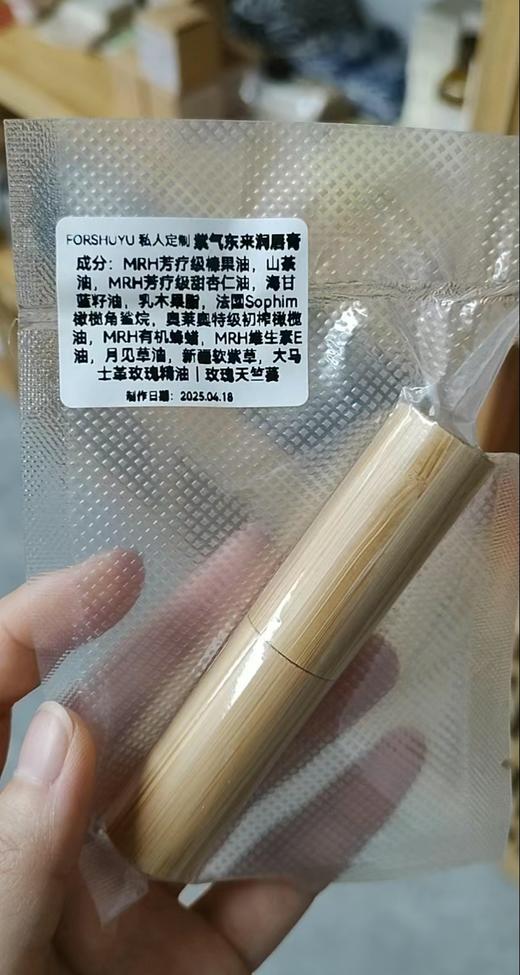 FORSHUYU 私人定制 紫气东来润唇膏
成分：MRH芳疗级榛果油，山茶
油，MRH芳疗级甜杏仁油，海甘
蓝籽油，乳木果脂，法国Sophim
橄榄角鲨烷，奥莱奥特级初榨橄榄
油，MRH有机蜂蜡，MRH维生素E
油，月见草油，新疆软紫草，大马
士革玫瑰精油｜玫瑰天竺葵
制作日期：2025.04.18